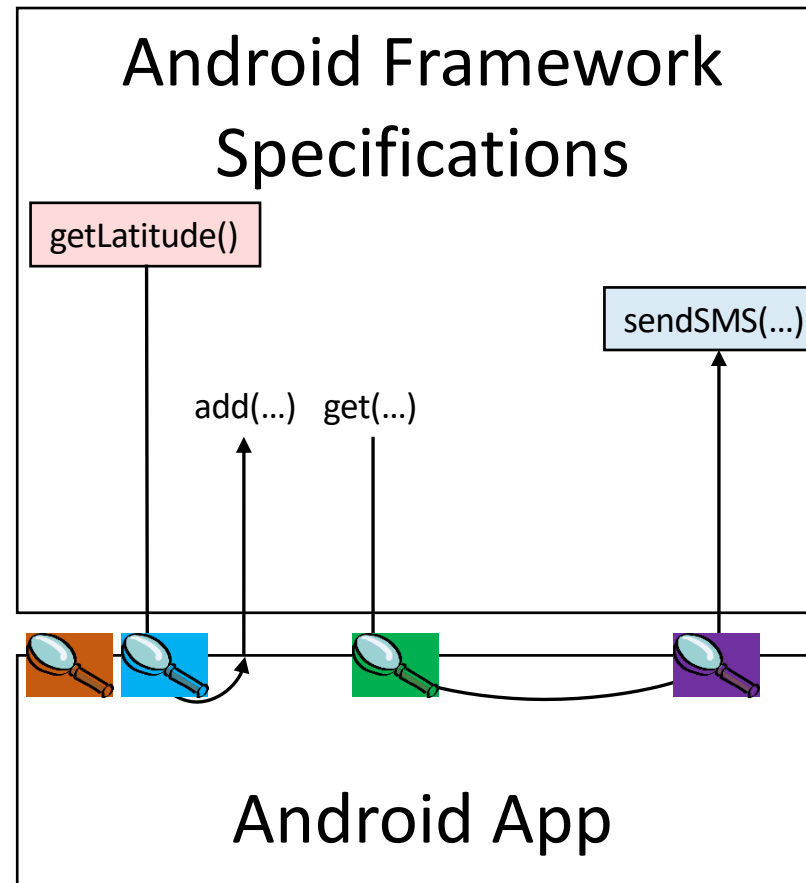 Android Framework
Specifications
getLatitude()
sendSMS(…)
add(…) get(…)
Android App